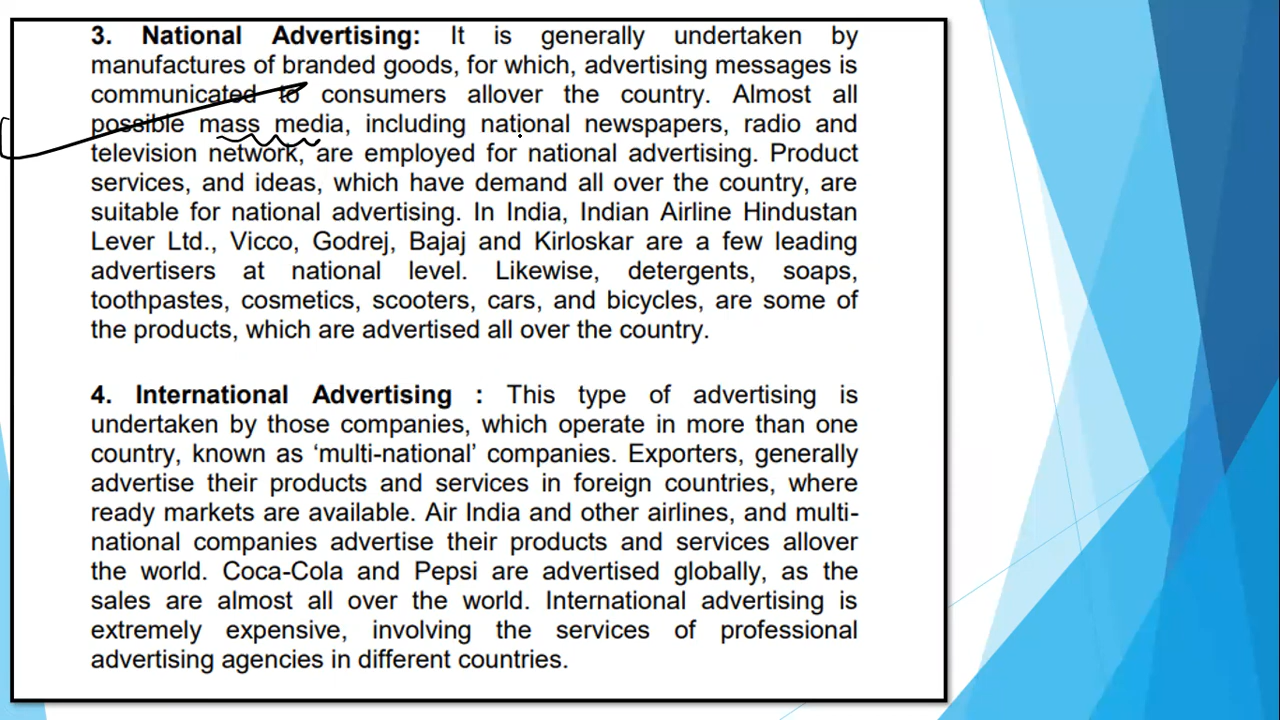 3. National Advertising: It is generally undertaken by
manufactures of branded goods, for which, advertising messages is
communicated to consumers allover the country. Almost all
possible mass media, including national newspapers, radio and
television network, are employed for national advertising. Product
services, and ideas, which have demand all over the country, are
suitable for national advertising. In India, Indian Airline Hindustan
Lever Ltd., Vicco, Godrej, Bajaj and Kirloskar are a few leading
advertisers at national level. Likewise, detergents, soaps,
toothpastes, cosmetics, scooters, cars, and bicycles, are some of
the products, which are advertised all over the country.
4. International Advertising : This type of advertising is
undertaken by those companies, which operate in more than one
country, known as ‘multi-national’ companies. Exporters, generally
advertise their products and services in foreign countries, where
ready markets are available. Air India and other airlines, and multi-
national companies advertise their products and services allover
the world. Coca-Cola and Pepsi are advertised globally, as the
sales are almost all over the world. International advertising is
extremely expensive, involving the services of professional
advertising agencies in different countries.